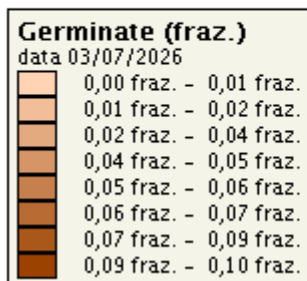 Germinate (fraz.)
data 03/07/2026
0,00 fraz. - 0,01 fraz.
0,01 fraz. - 0,02 fraz.
0,02 fraz. - 0,04 fraz.
0,04 fraz. - 0,05 fraz.
0,05 fraz. - 0,06 fraz.
0,06 fraz. - 0,07 fraz.
0,07 fraz. - 0,09 fraz.
0,09 fraz. - 0,10 fraz.